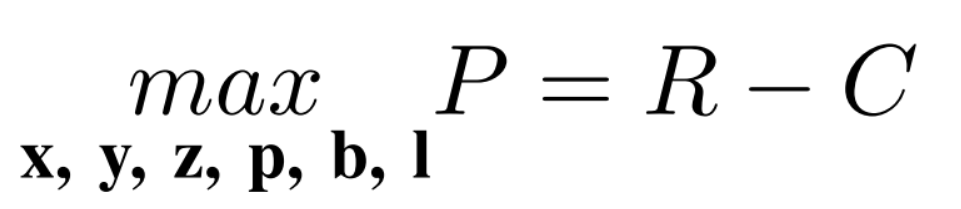 max P = R − C
x, y, z, p, b, l